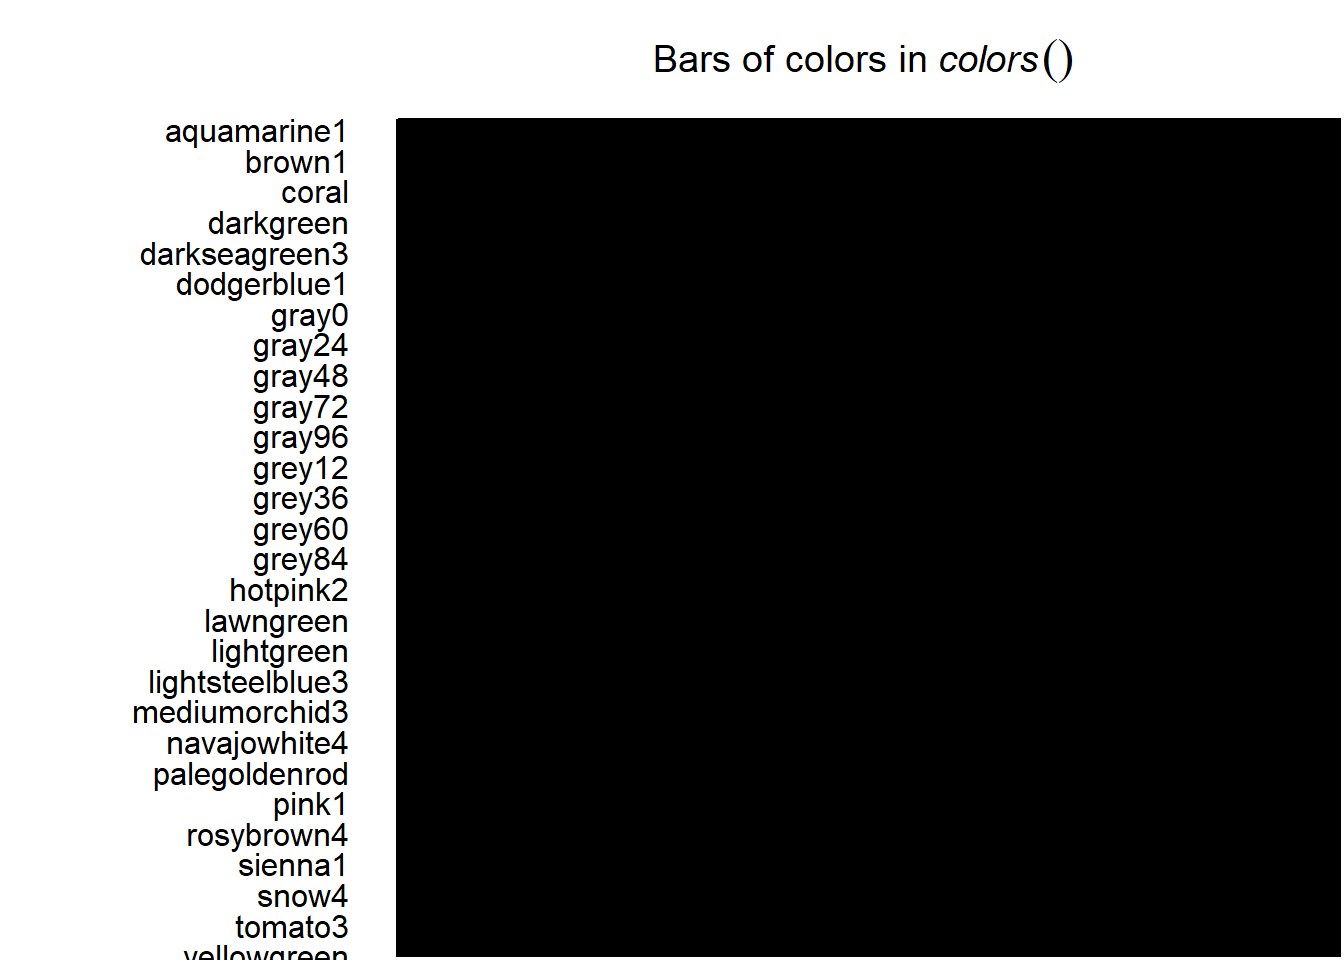 Bars of colors in colors()
aquamarine1
brown1
coral
darkgreen
darkseagreen3
dodgerblue1
gray0
gray24
gray48
gray72
gray96
grey12
grey36
grey60
grey84
hotpink2
lawngreen
lightgreen
lightsteelblue3
mediumorchid3
navajowhite4
palegoldenrod
pink1
rosybrown4
sienna1
snow4
tomato3
yellowgreen